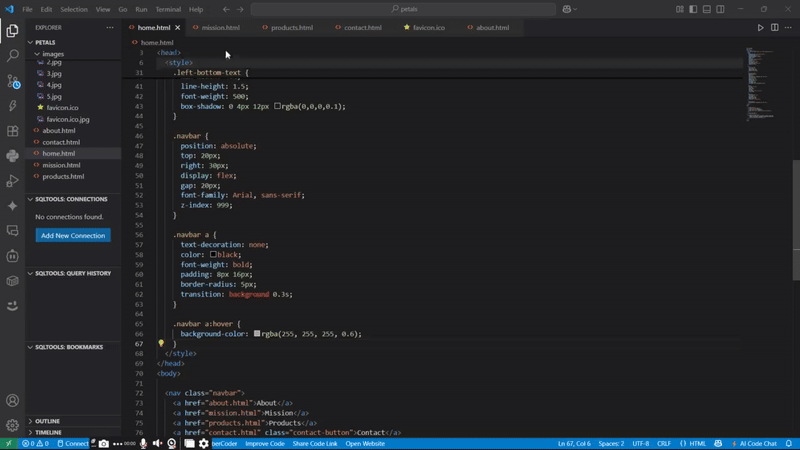 File Edit Selection View Go Run Terminal Help
petals
EXPLORER
home.html
mission.html
products.html
contact.html
favicon.ico
about.html
home.html
PETALS
images
2.jpg
3.jpg
4.jpg
5.jpg
favicon.ico
favicon.ico.jpg
about.html
contact.html
home.html
mission.html
products.html
SQLTOOLS: CONNECTIONS
No connections found.
Add New Connection
SQLTOOLS: QUERY HISTORY
SQLTOOLS: BOOKMARKS
OUTLINE
TIMELINE
3 <head>
6 <style>
31 .left-bottom-text {
41 line-height: 1.5;
42 font-weight: 500;
43 box-shadow: 0 4px 12px rgba(0,0,0,0.1);
44 }
45
46 .navbar {
47 position: absolute;
48 top: 20px;
49 right: 30px;
50 display: flex;
51 gap: 20px;
52 font-family: Arial, sans-serif;
53 z-index: 999;
54 }
55
56 .navbar a {
57 text-decoration: none;
58 color: black;
59 font-weight: bold;
60 padding: 8px 16px;
61 border-radius: 5px;
62 transition: background 0.3s;
63 }
64
65 .navbar a:hover {
66 background-color: rgba(255, 255, 255, 0.6);
67 }
68 </style>
69 </head>
70 <body>
71
72 <nav class="navbar">
73 <a href="about.html">About</a>
74 <a href="mission.html">Mission</a>
75 <a href="products.html">Products</a>
76 <a href="contact.html" class="contact-button">Contact</a>
0 0 Connect 00:00 Improve Code Share Code Link Open Website Ln 67, Col 6 Spaces: 2 UTF-8 CRLF {} HTML AI Code Chat